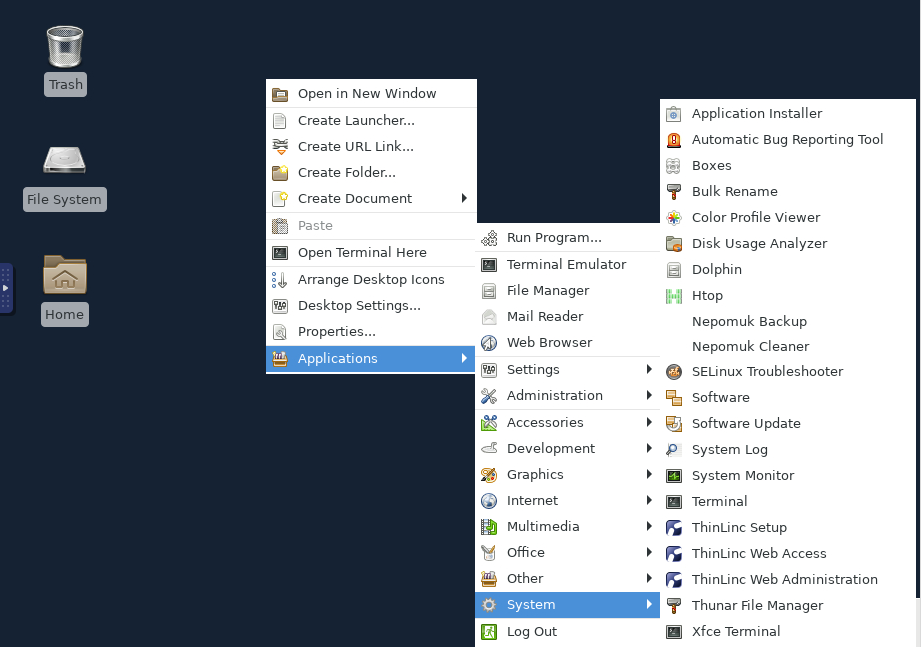 Trash
File System
Home
Open in New Window
Create Launcher...
Create URL Link...
Create Folder...
Create Document
Paste
Open Terminal Here
Arrange Desktop Icons
Desktop Settings...
Properties...
Applications
Run Program...
Terminal Emulator
File Manager
Mail Reader
Web Browser
Settings
Administration
Accessories
Development
Graphics
Internet
Multimedia
Office
Other
System
Log Out
Application Installer
Automatic Bug Reporting Tool
Boxes
Bulk Rename
Color Profile Viewer
Disk Usage Analyzer
Dolphin
Htop
Nepomuk Backup
Nepomuk Cleaner
SELinux Troubleshooter
Software
Software Update
System Log
System Monitor
Terminal
ThinLinc Setup
ThinLinc Web Access
ThinLinc Web Administration
Thunar File Manager
Xfce Terminal